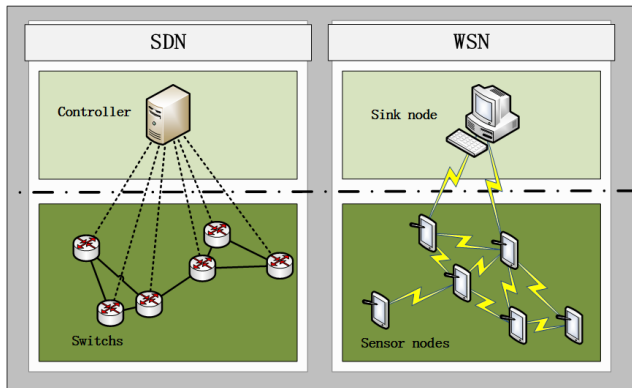 SDN
WSN
Controller
Sink node
Switchs
Sensor nodes